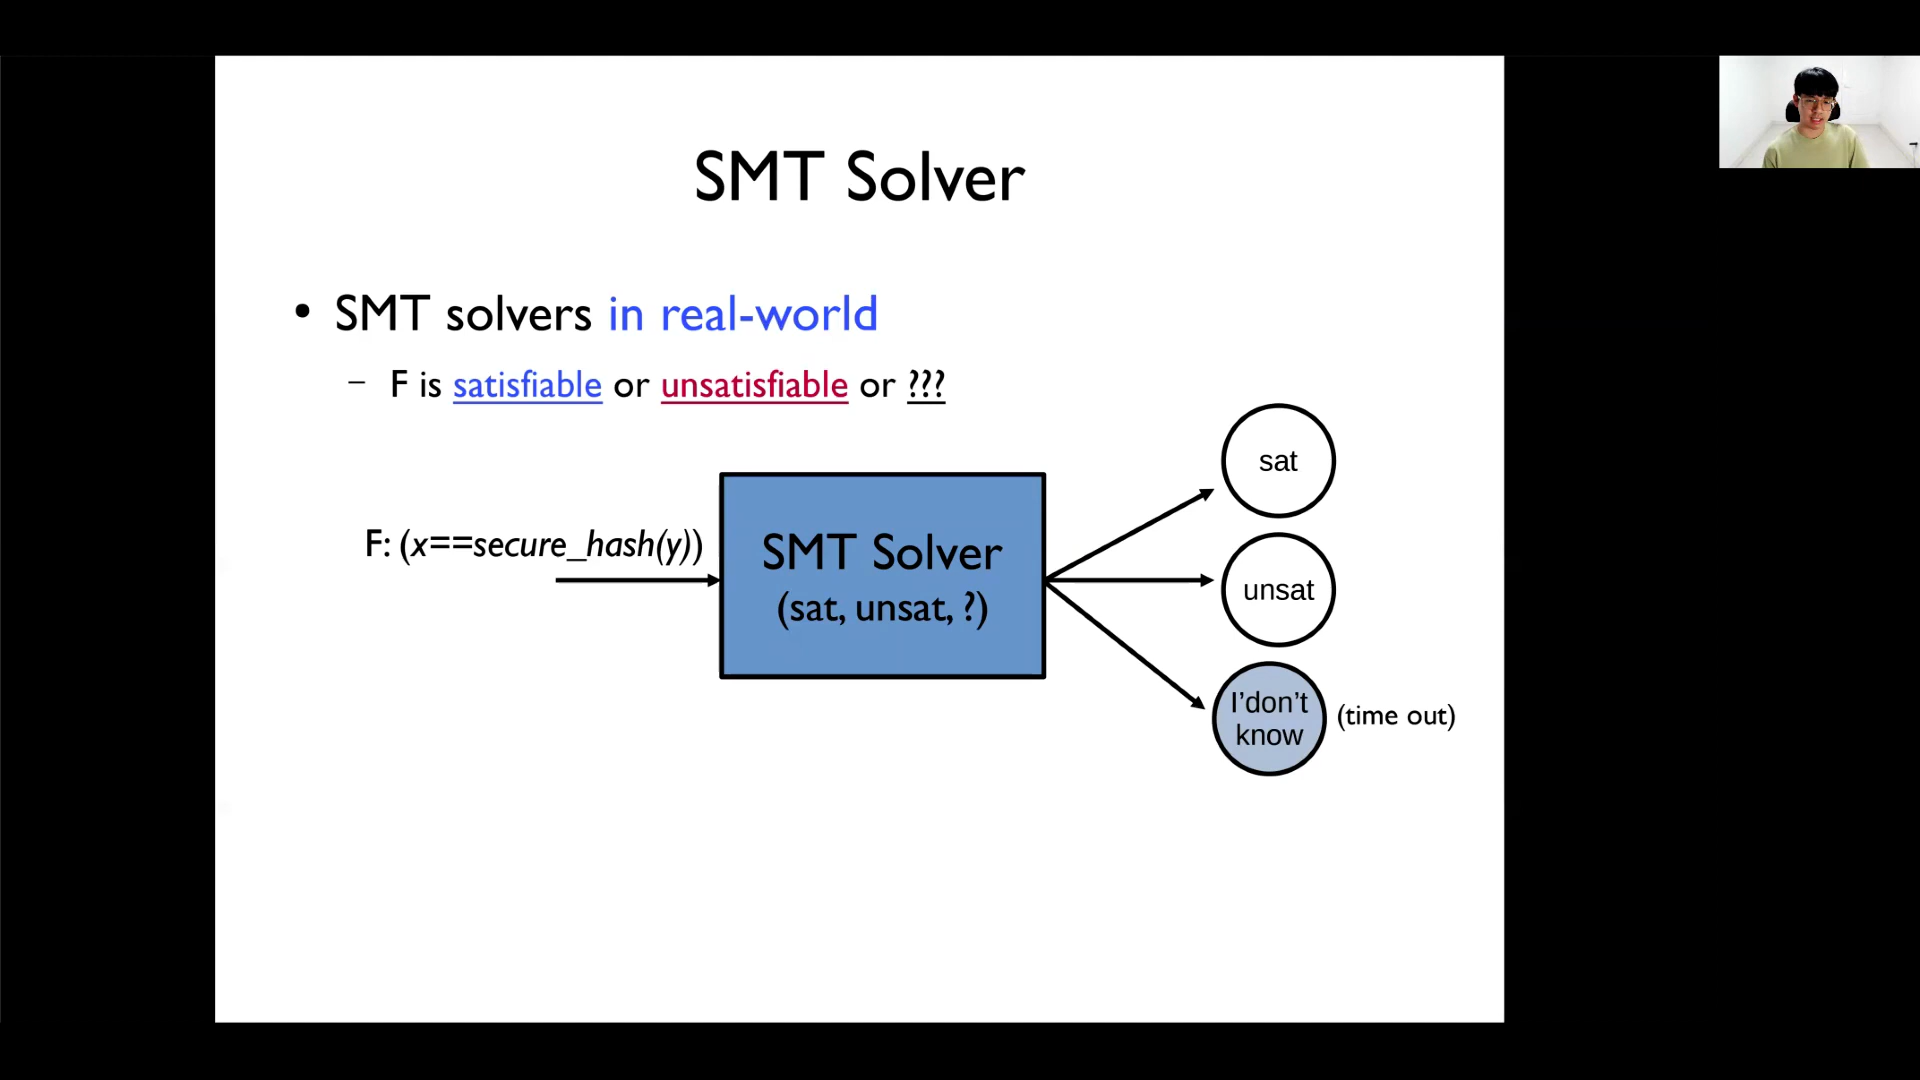 SMT Solver
• SMT solvers in real-world
– F is satisfiable or unsatisfiable or ???
F: (x==secure_hash(y))
SMT Solver
(sat, unsat, ?)
sat
unsat
I'don't
know
(time out)